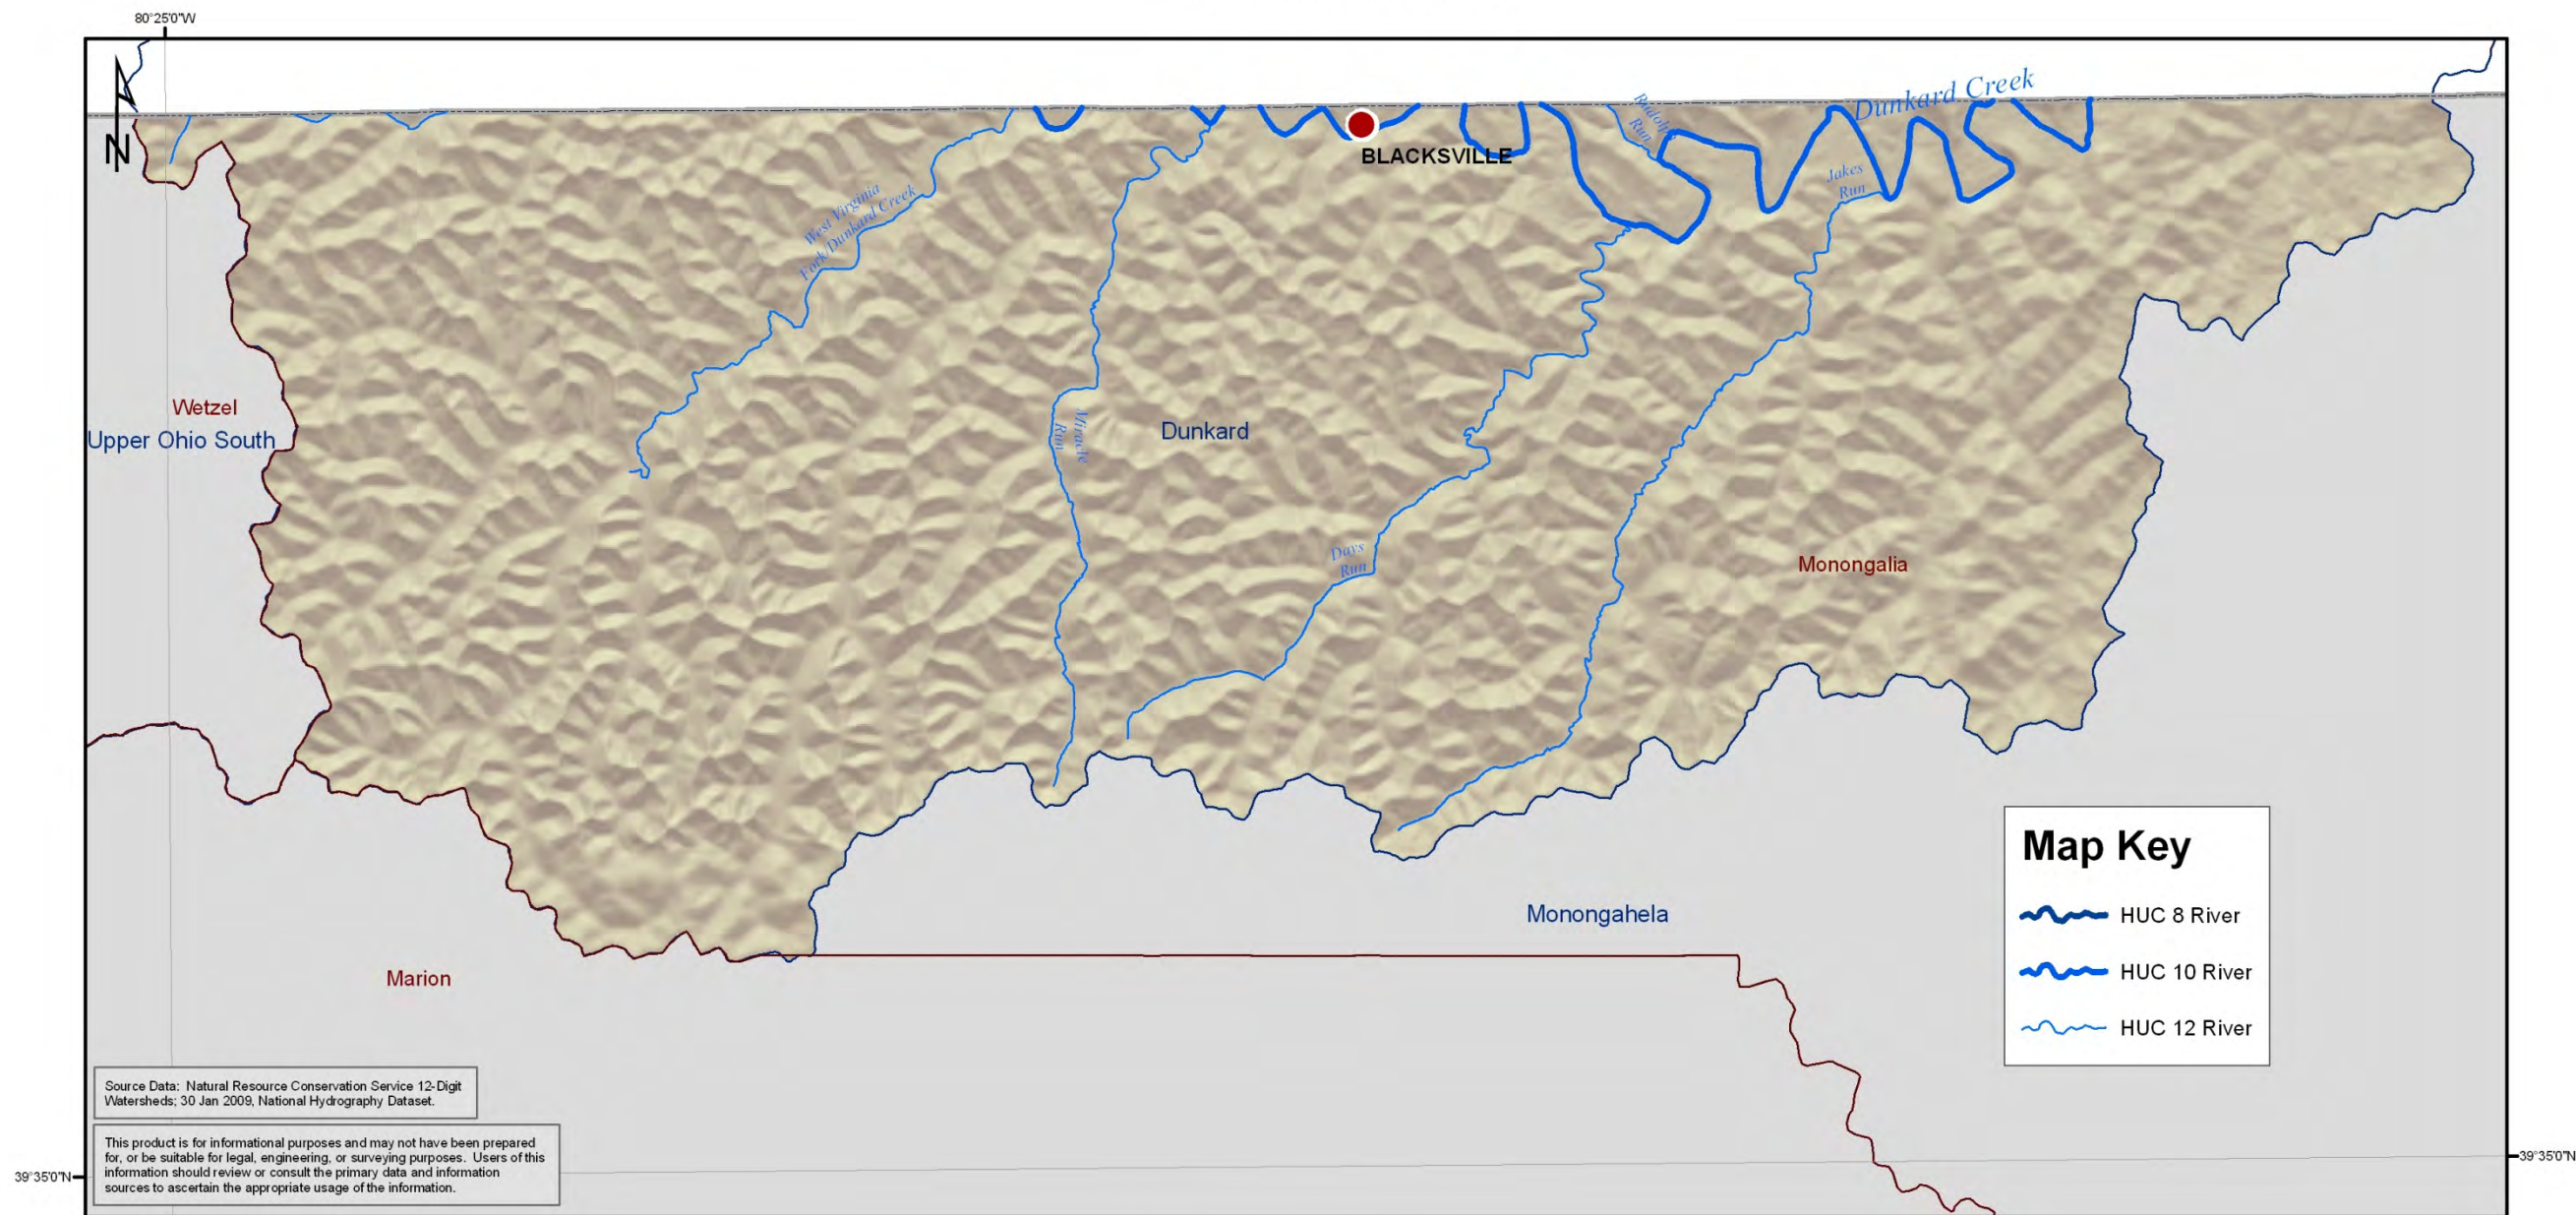 80°25'0"W
N
Dunkard Creek
Rudolph
Run
BLACKSVILLE
Jakes
Run
West Virginia
Fork/Dunkard Creek
Wetzel
Upper Ohio South
Miracle
Run
Dunkard
Days
Run
Monongalia
Monongahela
Marion
Map Key
HUC 8 River
HUC 10 River
HUC 12 River
Source Data: Natural Resource Conservation Service 12-Digit
Watersheds; 30 Jan 2009, National Hydrography Dataset.
This product is for informational purposes and may not have been prepared
for, or be suitable for legal, engineering, or surveying purposes. Users of this
information should review or consult the primary data and information
sources to ascertain the appropriate usage of the information.
39°35'0"N
39°35'0"N